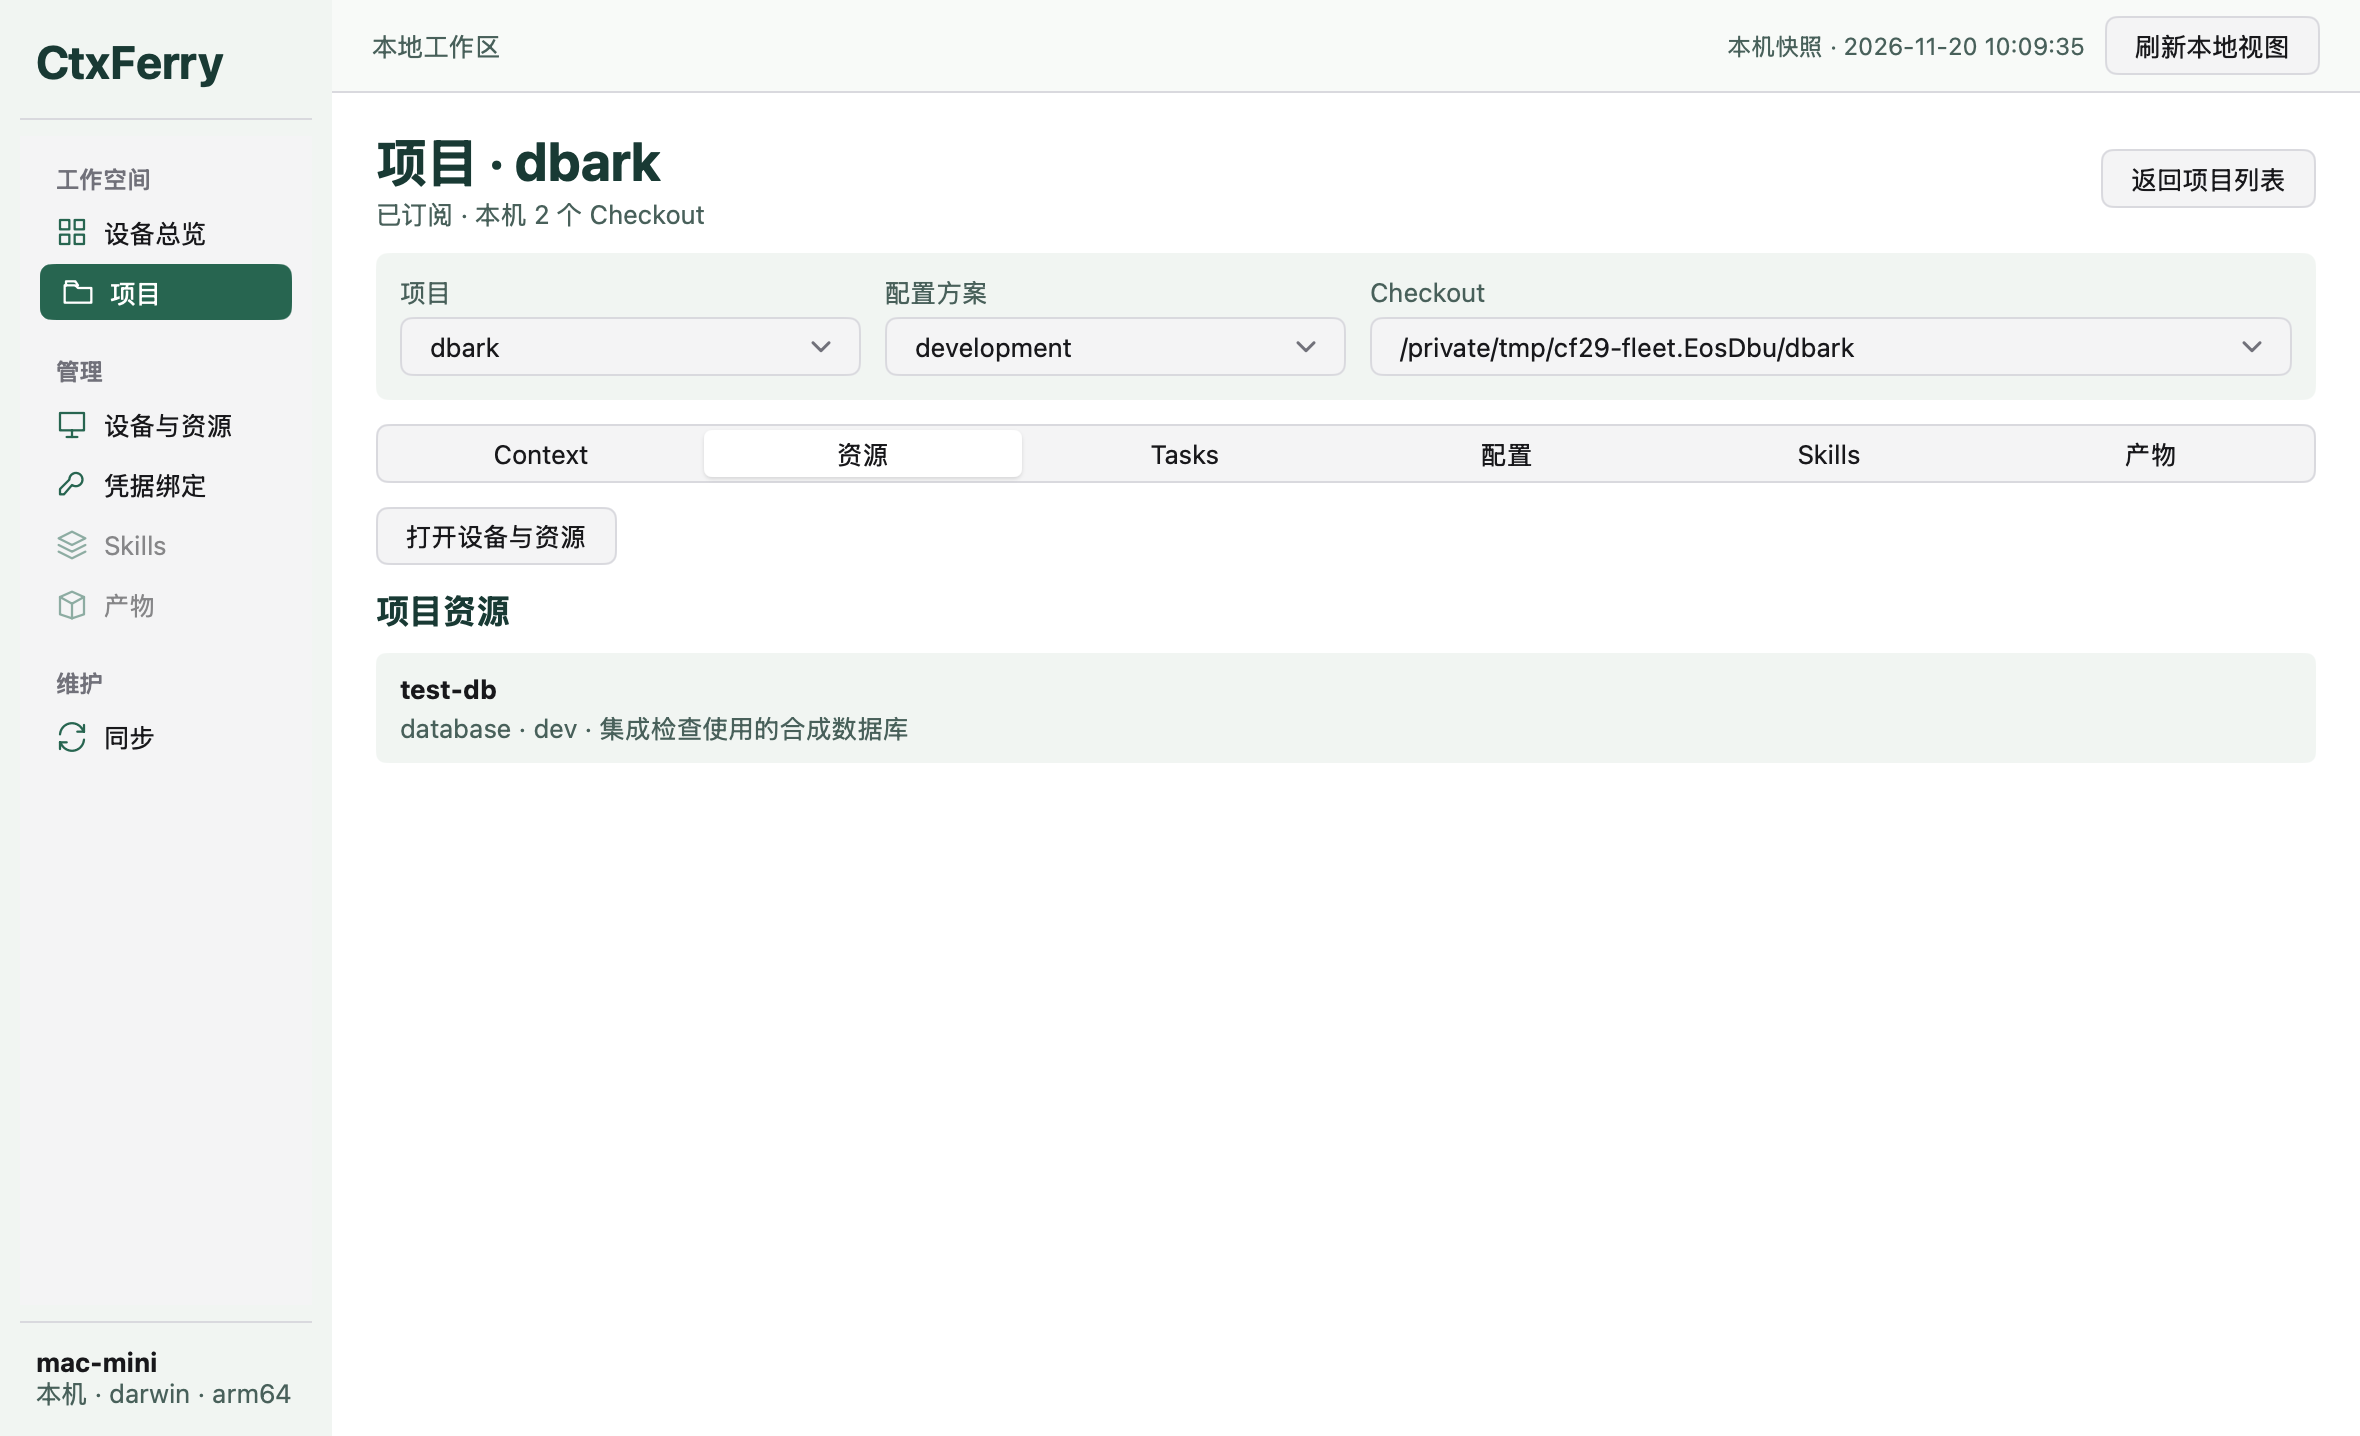 CtxFerry
工作空间
设备总览
项目
管理
设备与资源
凭据绑定
Skills
产物
维护
同步
mac-mini
本机 · darwin · arm64
本地工作区
本机快照 · 2026-11-20 10:09:35
刷新本地视图
项目 · dbark
已订阅 · 本机 2 个 Checkout
返回项目列表
项目
配置方案
Checkout
dbark
development
/private/tmp/cf29-fleet.EosDbu/dbark
Context
资源
Tasks
配置
Skills
产物
打开设备与资源
项目资源
test-db
database · dev · 集成检查使用的合成数据库